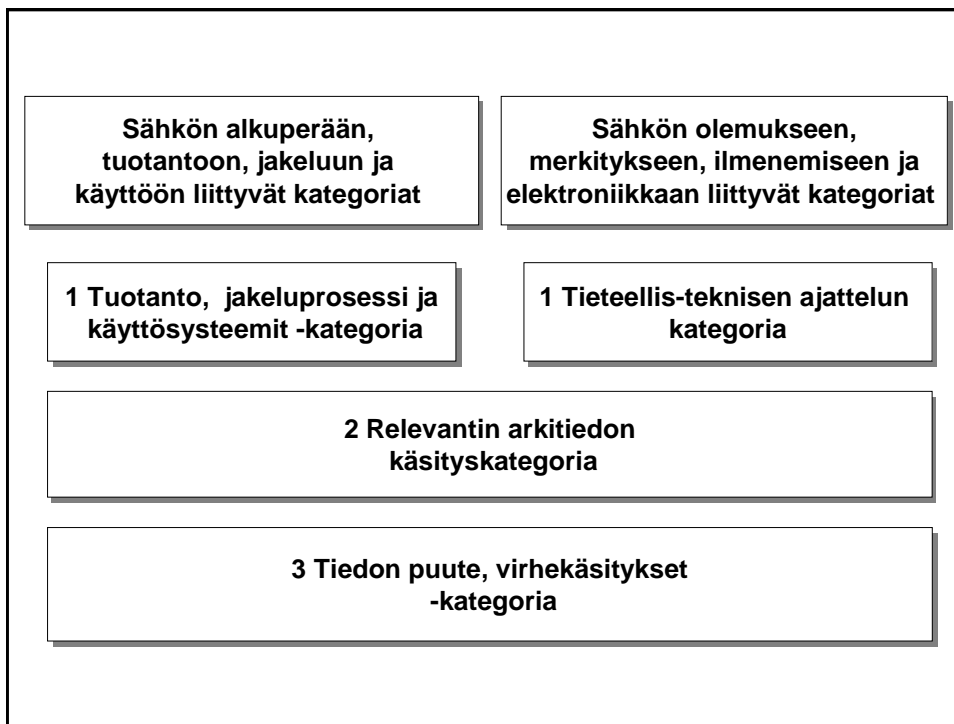 Sähkön alkuperään,
tuotantoon, jakeluun ja
käyttöön liittyvät kategoriat
Sähkön olemukseen,
merkitykseen, ilmenemiseen ja
elektroniikkaan liittyvät kategoriat
1 Tuotanto, jakeluprosessi ja
käyttösysteemit -kategoria
1 Tieteellis-teknisen ajattelun
kategoria
2 Relevantin arkitiedon
käsityskategoria
3 Tiedon puute, virhekäsitykset
-kategoria